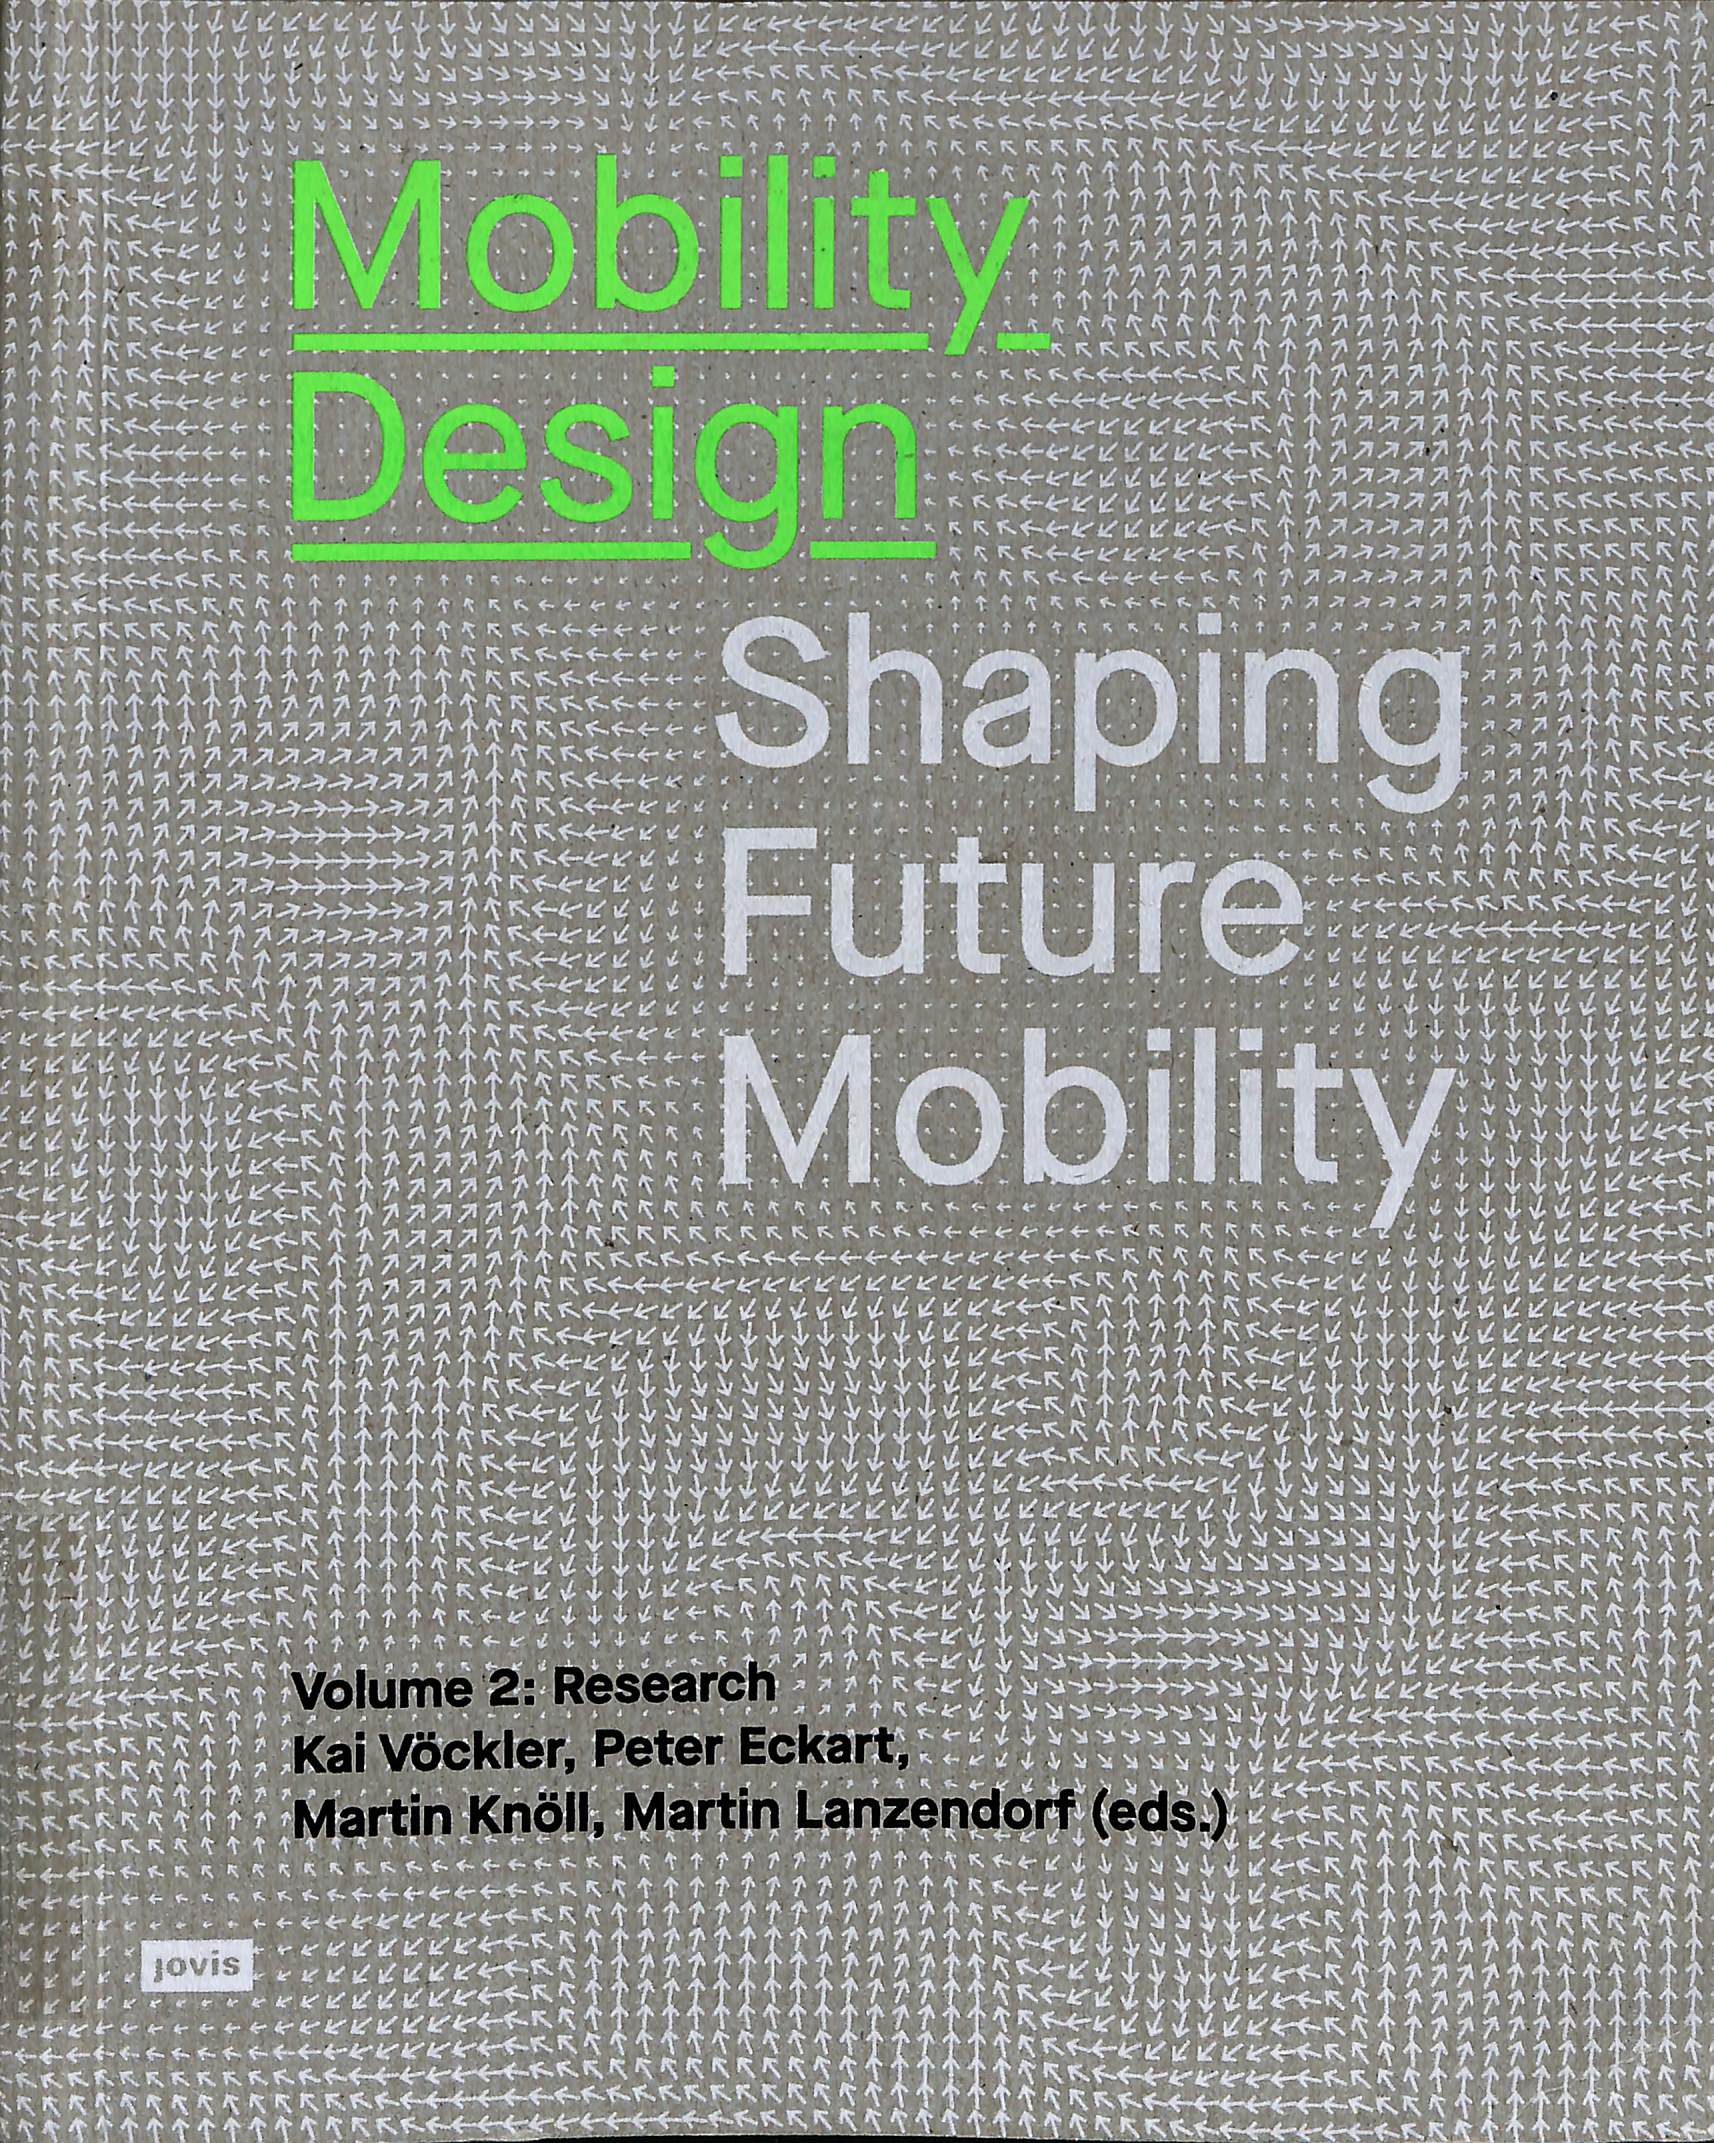 Mobility
Design
Shaping
Future
Mobility
Volume 2: Research
Kai Vöckler, Peter Eckart,
Martin Knöll, Martin Lanzendorf (eds.)
jovis